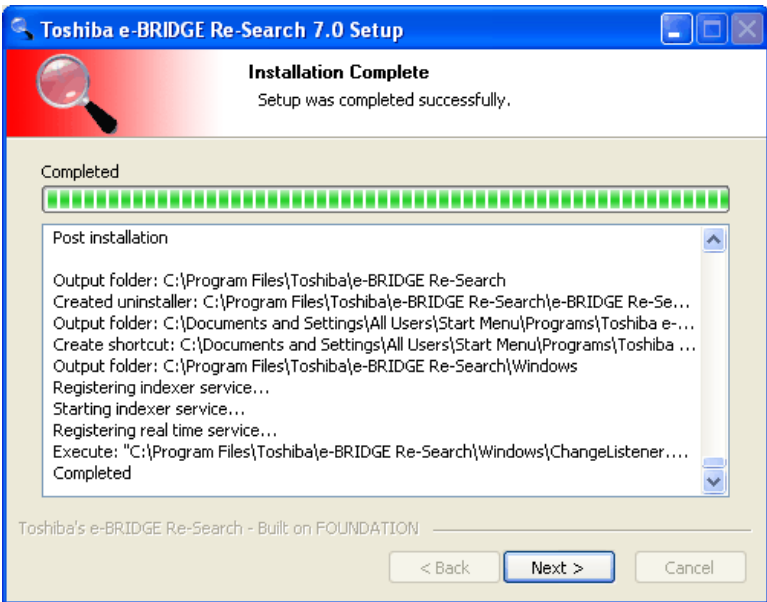 Toshiba e-BRIDGE Re-Search 7.0 Setup
Installation Complete
Setup was completed successfully.
Completed
Post installation
Output folder: C:\Program Files\Toshiba\e-BRIDGE Re-Search
Created uninstaller: C:\Program Files\Toshiba\e-BRIDGE Re-Search\e-BRIDGE Re-Se...
Output folder: C:\Documents and Settings\All Users\Start Menu\Programs\Toshiba e-...
Create shortcut: C:\Documents and Settings\All Users\Start Menu\Programs\Toshiba ...
Output folder: C:\Program Files\Toshiba\e-BRIDGE Re-Search\Windows
Registering indexer service...
Starting indexer service...
Registering real time service...
Execute: "C:\Program Files\Toshiba\e-BRIDGE Re-Search\Windows\ChangeListener....
Completed
Toshiba's e-BRIDGE Re-Search - Built on FOUNDATION
< Back Next > Cancel